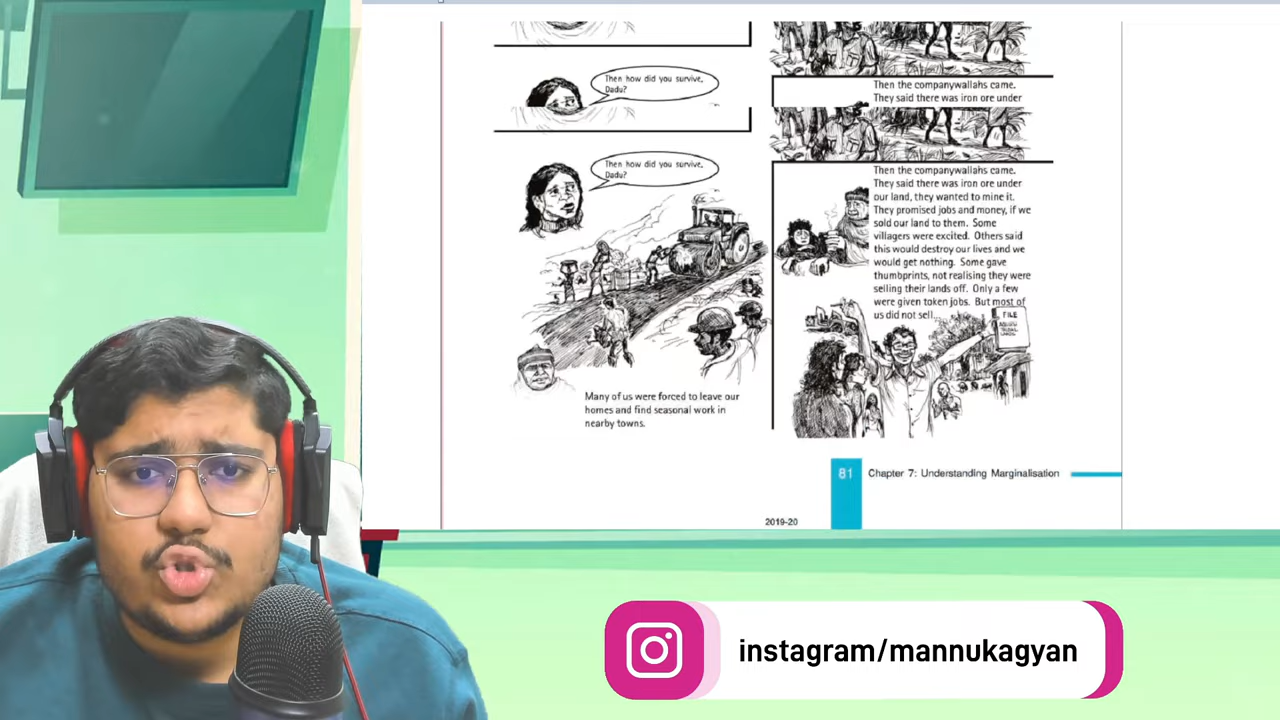 Then how did you survive,
Dadu?
Then how did you survive,
Dadu?
Many of us were forced to leave our
homes and find seasonal work in
nearby towns.
Then the companywallahs came.
They said there was iron ore under
Then the companywallahs came.
They said there was iron ore under
our land, they wanted to mine it.
They promised jobs and money, if we
sold our land to them. Some
villagers were excited. Others said
this would destroy our lives and we
would get nothing. Some gave
thumbprints, not realising they were
selling their lands off. Only a few
were given token jobs. But most of
us did not sell...
FILE
81
Chapter 7: Understanding Marginalisation
2019-20
instagram/mannukagyan